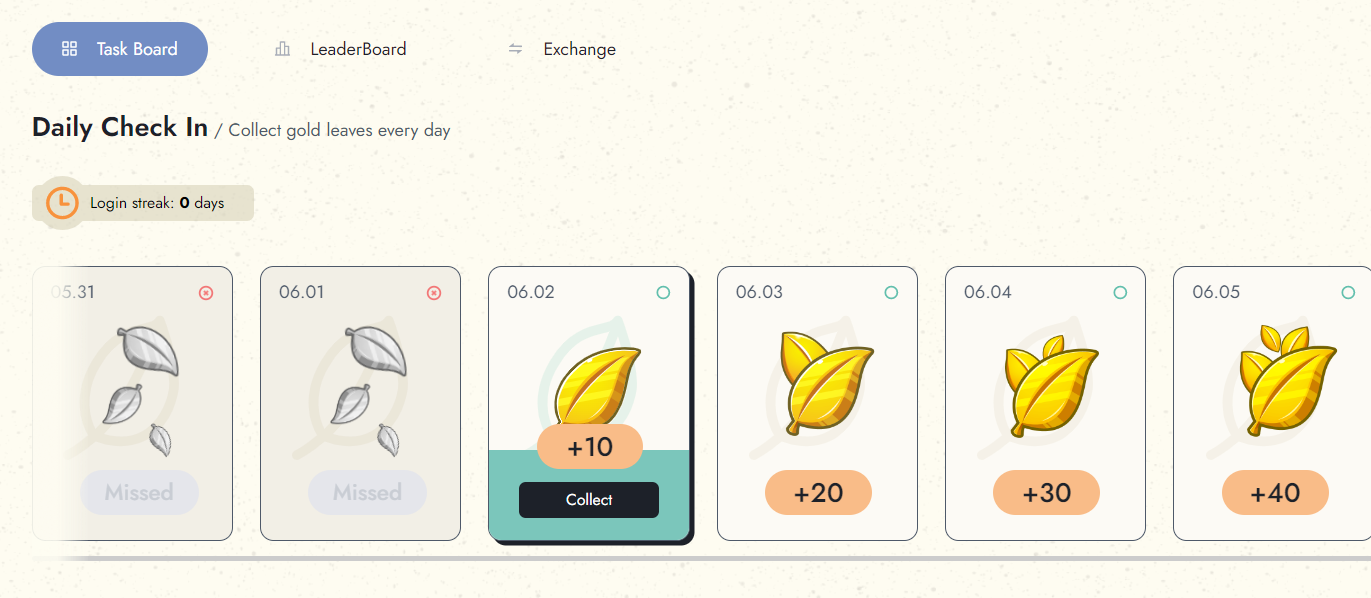 Task Board
LeaderBoard
Exchange
Daily Check In / Collect gold leaves every day
Login streak: 0 days
05.31
06.01
06.02
06.03
06.04
06.05
Missed
Missed
+10
Collect
+20
+30
+40